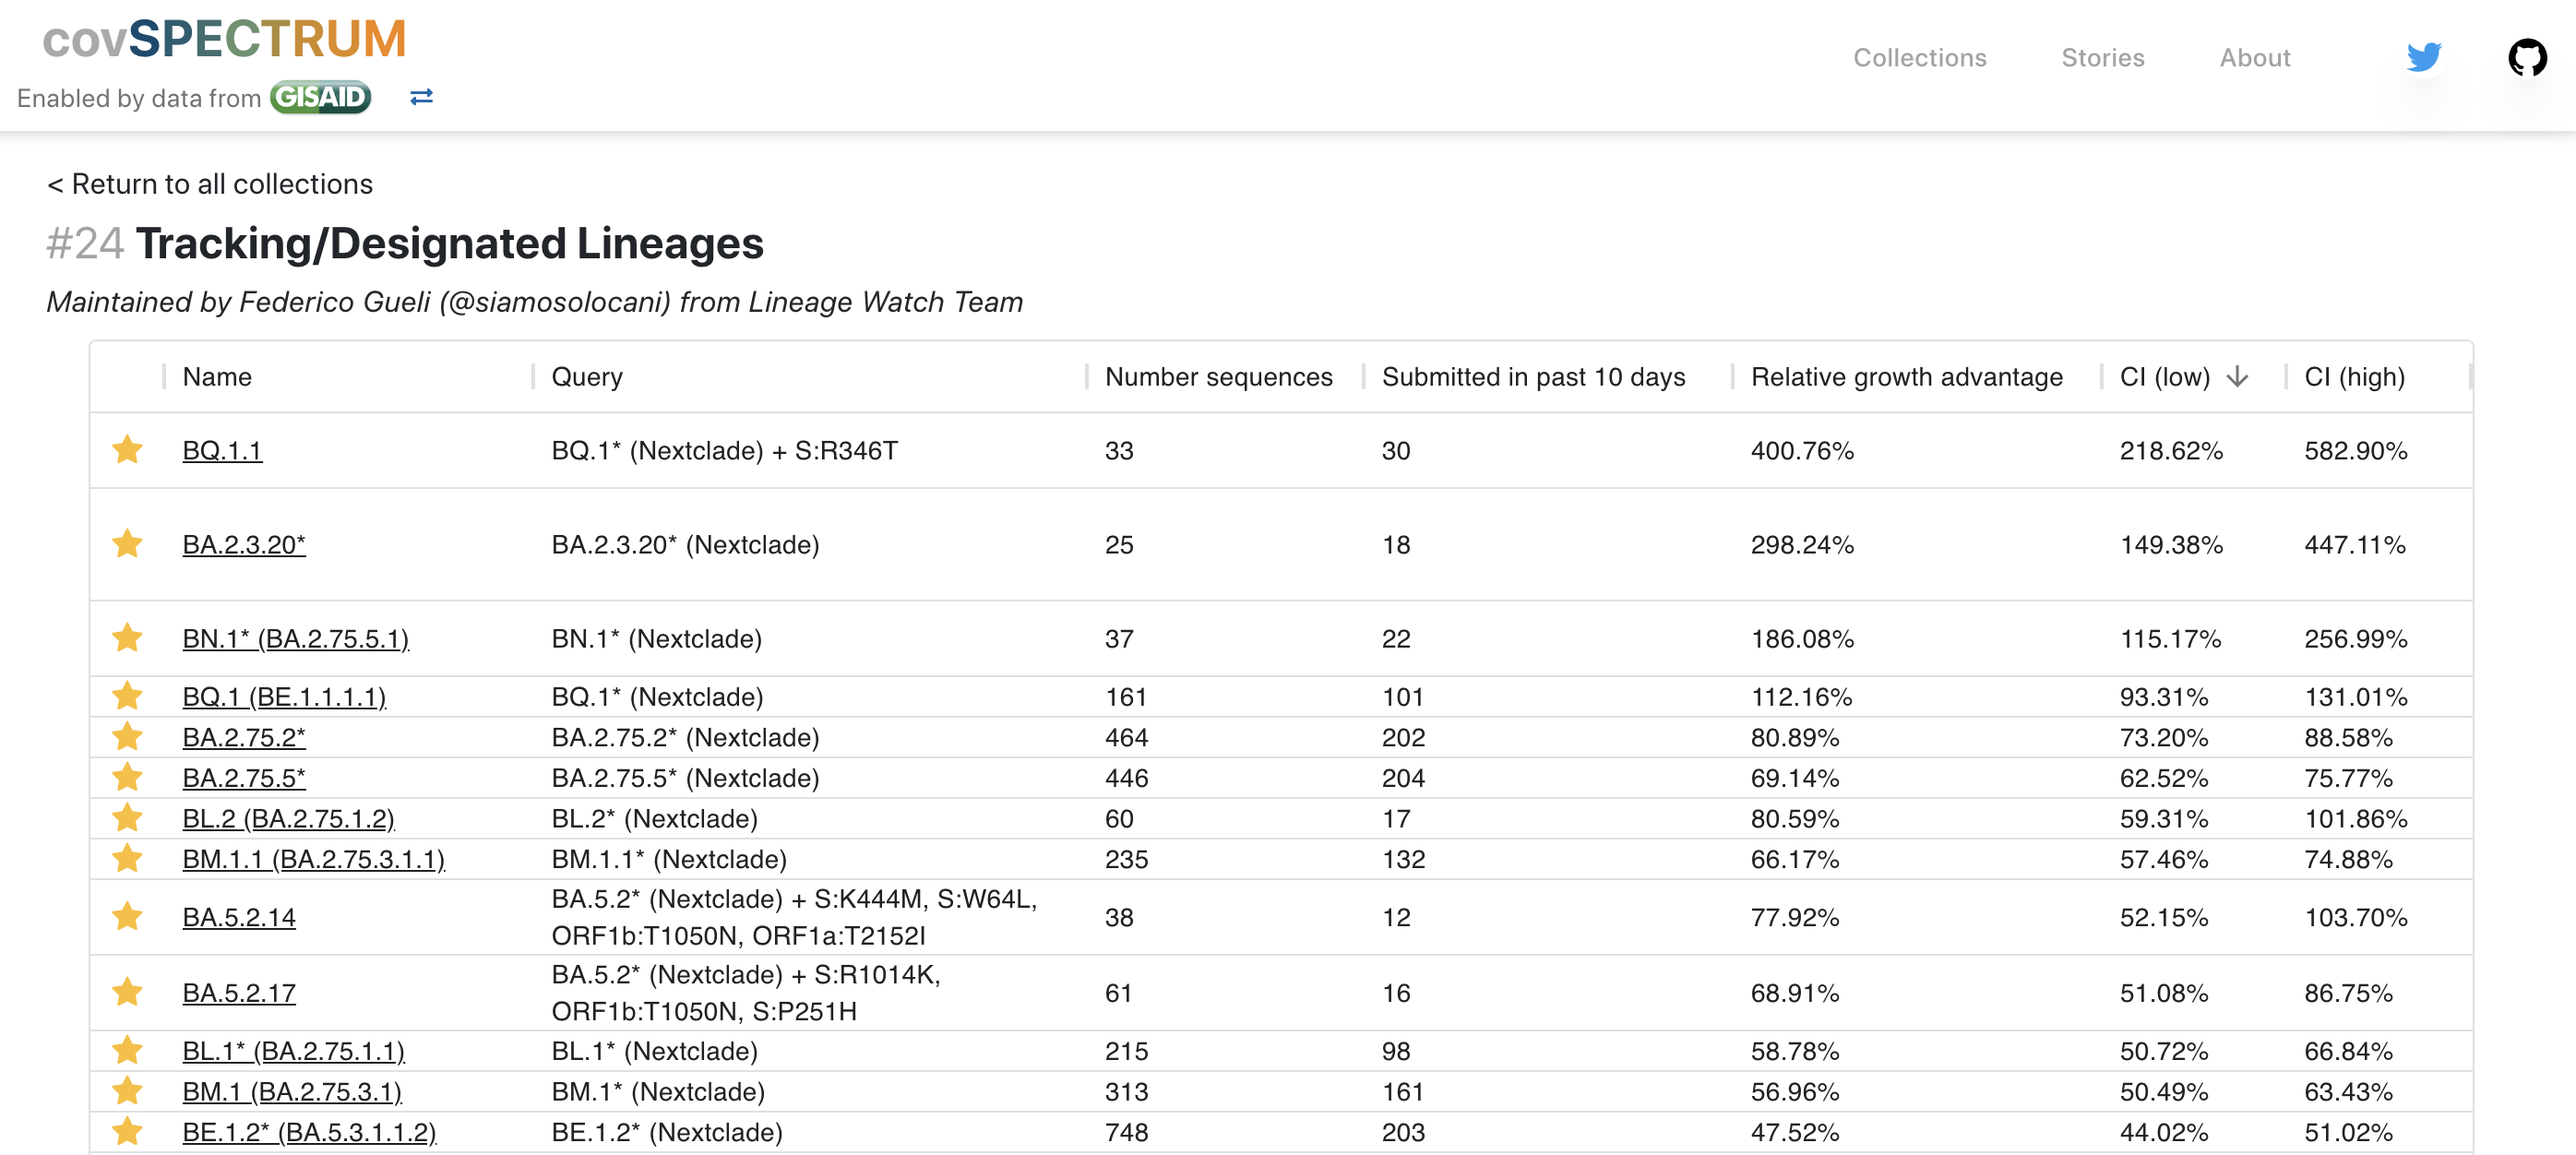 covSPECTRUM
Collections Stories About
Enabled by data from GISAID
< Return to all collections
#24 Tracking/Designated Lineages
Maintained by Federico Gueli (@siamosolocani) from Lineage Watch Team
Name Query Number sequences Submitted in past 10 days Relative growth advantage CI (low) CI (high)
BQ.1.1 BQ.1* (Nextclade) + S:R346T 33 30 400.76% 218.62% 582.90%
BA.2.3.20* BA.2.3.20* (Nextclade) 25 18 298.24% 149.38% 447.11%
BN.1* (BA.2.75.5.1) BN.1* (Nextclade) 37 22 186.08% 115.17% 256.99%
BQ.1 (BE.1.1.1.1) BQ.1* (Nextclade) 161 101 112.16% 93.31% 131.01%
BA.2.75.2* BA.2.75.2* (Nextclade) 464 202 80.89% 73.20% 88.58%
BA.2.75.5* BA.2.75.5* (Nextclade) 446 204 69.14% 62.52% 75.77%
BL.2 (BA.2.75.1.2) BL.2* (Nextclade) 60 17 80.59% 59.31% 101.86%
BM.1.1 (BA.2.75.3.1.1) BM.1.1* (Nextclade) 235 132 66.17% 57.46% 74.88%
BA.5.2.14 BA.5.2* (Nextclade) + S:K444M, S:W64L, 38 12 77.92% 52.15% 103.70%
ORF1b:T1050N, ORF1a:T2152I
BA.5.2.17 BA.5.2* (Nextclade) + S:R1014K, 61 16 68.91% 51.08% 86.75%
ORF1b:T1050N, S:P251H
BL.1* (BA.2.75.1.1) BL.1* (Nextclade) 215 98 58.78% 50.72% 66.84%
BM.1 (BA.2.75.3.1) BM.1* (Nextclade) 313 161 56.96% 50.49% 63.43%
BE.1.2* (BA.5.3.1.1.2) BE.1.2* (Nextclade) 748 203 47.52% 44.02% 51.02%